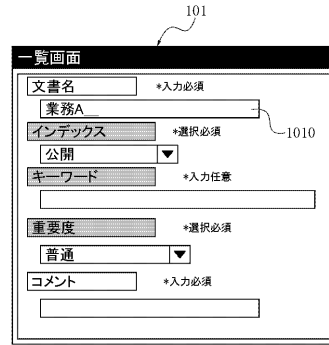 101
一覧画面
文書名 *入力必須
業務A__
1010
インデックス *選択必須
公開 ▼
キーワード *入力任意
重要度 *選択必須
普通 ▼
コメント *入力必須